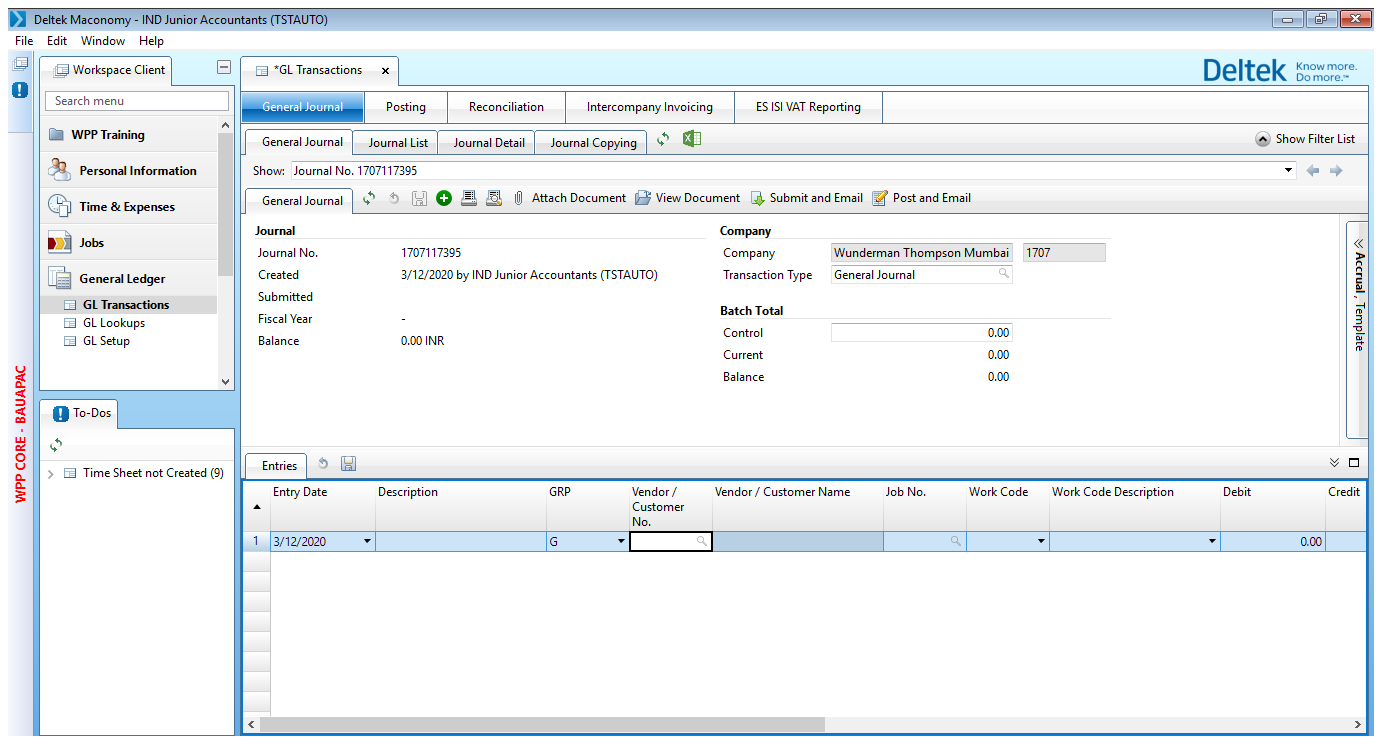 Deltek Maconomy - IND Junior Accountants (TSTAUTO)
File Edit Window Help
Workspace Client
*GL Transactions
Deltek Know more. Do more.™
Search menu
General Journal Posting Reconciliation Intercompany Invoicing ES ISI VAT Reporting
WPP Training
General Journal Journal List Journal Detail Journal Copying Show Filter List
Personal Information
Show: Journal No. 1707117395
Time & Expenses
General Journal Attach Document View Document Submit and Email Post and Email
Jobs
General Ledger
GL Transactions
GL Lookups
GL Setup
Journal
Journal No. 1707117395
Created 3/12/2020 by IND Junior Accountants (TSTAUTO)
Submitted
Fiscal Year -
Balance 0.00 INR
Company
Company Wunderman Thompson Mumbai 1707
Transaction Type General Journal
Batch Total
Control 0.00
Current 0.00
Balance 0.00
Accrual, Template
WPP CORE - BAUAPAC
To-Dos
Time Sheet not Created (9)
Entries
Entry Date Description GRP Vendor / Customer No. Vendor / Customer Name Job No. Work Code Work Code Description Debit Credit
1 3/12/2020 G 0.00